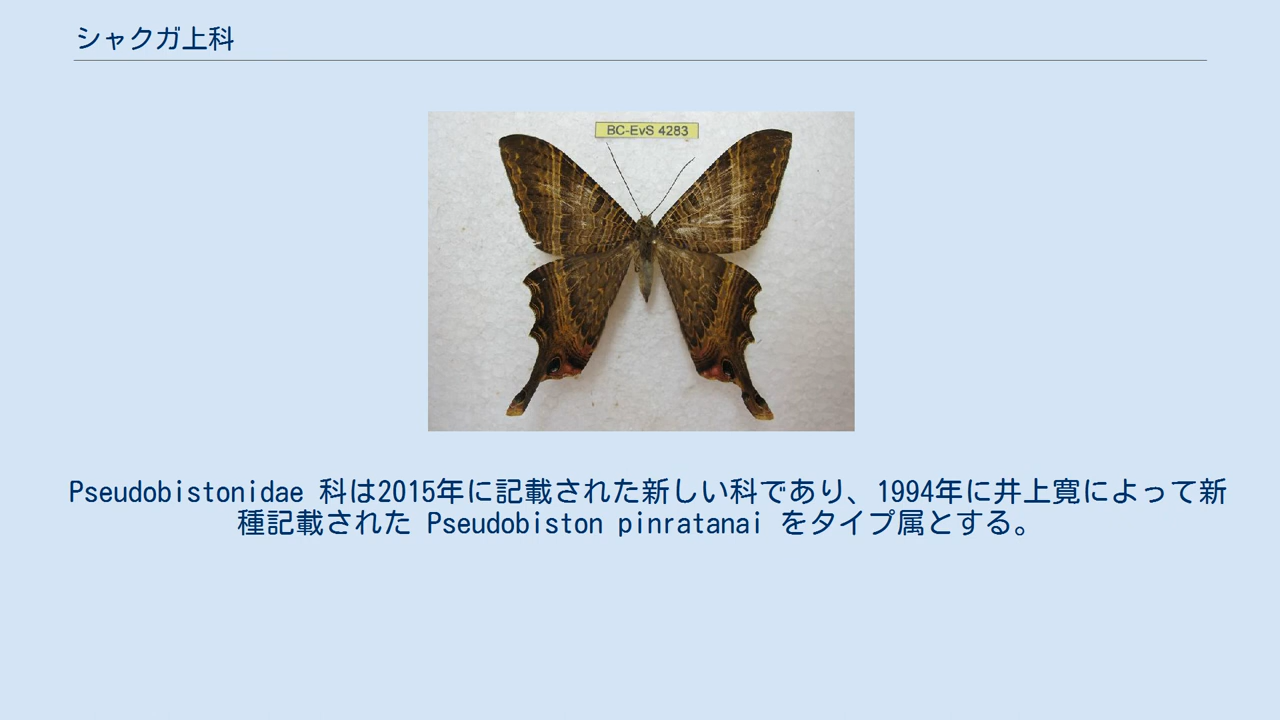 シャクガ上科
BC-EvS 4283
Pseudobistonidae 科は2015年に記載された新しい科であり、1994年に井上寛によって新
種記載された Pseudobiston pinratanai をタイプ属とする。